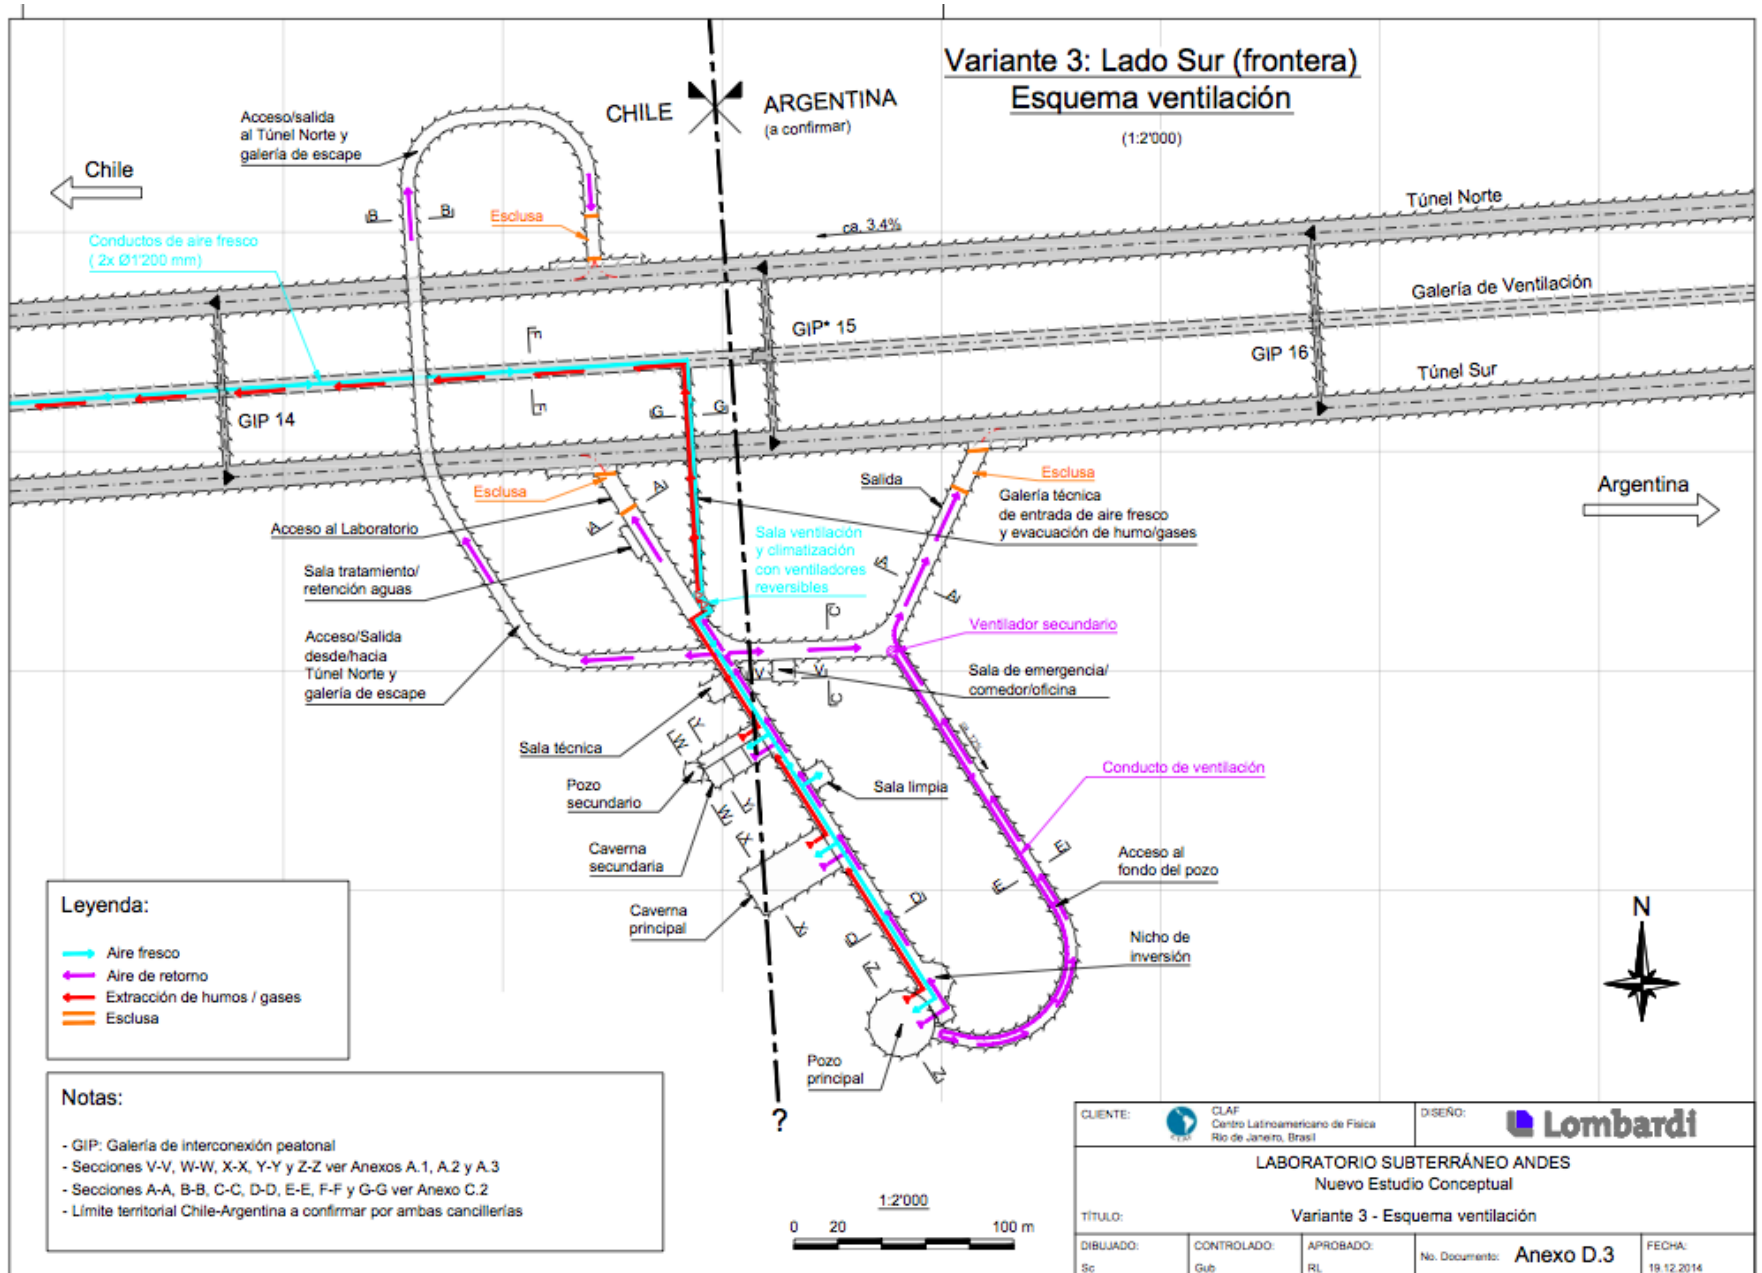 Variante 3: Lado Sur (frontera)
Esquema ventilación
(1:2'000)
CHILE
ARGENTINA
(a confirmar)
Acceso/salida
al Túnel Norte y
galería de escape
Chile
B
B
Esclusa
ca. 3.4%
Túnel Norte
Conductos de aire fresco
( 2x Ø1'200 mm)
Galería de Ventilación
F
GIP* 15
GIP 16
Túnel Sur
F
G
G
GIP 14
Esclusa
A
A
Acceso al Laboratorio
Salida
Esclusa
Galería técnica
de entrada de aire fresco
y evacuación de humo/gases
Argentina
Sala ventilación
y climatización
con ventiladores
reversibles
Sala tratamiento/
retención aguas
A
A
C
Acceso/Salida
desde/hacia
Túnel Norte y
galería de escape
Ventilador secundario
V
V
C
Sala de emergencia/
comedor/oficina
Y
W
Sala técnica
Conducto de ventilación
Pozo
secundario
Sala limpia
Y
W
X
Caverna
secundaria
E
E
Acceso al
fondo del pozo
Caverna
principal
D
X
D
Z
Nicho de
inversión
N
Pozo
principal
Z
?
Leyenda:
Aire fresco
Aire de retorno
Extracción de humos / gases
Esclusa
Notas:
- GIP: Galería de interconexión peatonal
- Secciones V-V, W-W, X-X, Y-Y y Z-Z ver Anexos A.1, A.2 y A.3
- Secciones A-A, B-B, C-C, D-D, E-E, F-F y G-G ver Anexo C.2
- Límite territorial Chile-Argentina a confirmar por ambas cancillerías
1:2'000
0 20 100 m
CLIENTE:
CLAF
Centro Latinoamericano de Física
Rio de Janeiro, Brasil
DISEÑO:
Lombardi
LABORATORIO SUBTERRÁNEO ANDES
Nuevo Estudio Conceptual
TÍTULO:
Variante 3 - Esquema ventilación
DIBUJADO:
Sc
CONTROLADO:
Gub
APROBADO:
RL
No. Documento: Anexo D.3
FECHA:
19.12.2014